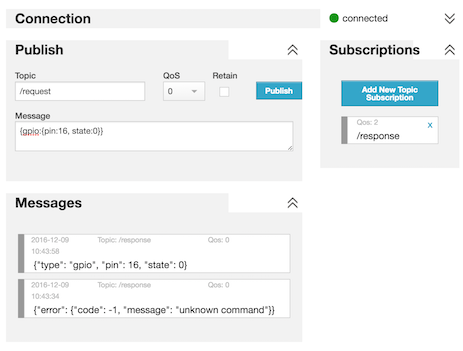 Connection
connected
Publish
Topic QoS Retain
/request 0 Publish
Message
{gpio:{pin:16, state:0}}
Subscriptions
Add New Topic
Subscription
Qos: 2 x
/response
Messages
2016-12-09 Topic: /response Qos: 0
10:43:58
{"type": "gpio", "pin": 16, "state": 0}
2016-12-09 Topic: /response Qos: 0
10:43:34
{"error": {"code": -1, "message": "unknown command"}}